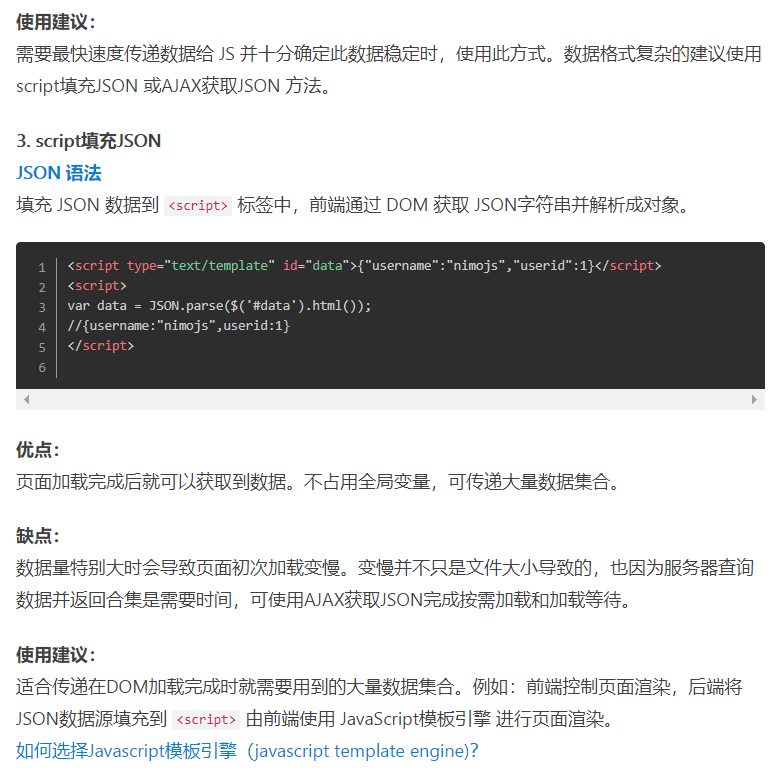 使用建议：
需要最快速度传递数据给 JS 并十分确定此数据稳定时，使用此方式。数据格式复杂的建议使用
script填充JSON 或AJAX获取JSON 方法。
3. script填充JSON
JSON 语法
填充 JSON 数据到 <script> 标签中，前端通过 DOM 获取 JSON字符串并解析成对象。
1 <script type="text/template" id="data">{"username":"nimojs","userid":1}</script>
2 <script>
3 var data = JSON.parse($('#data').html());
4 //{username:"nimojs",userid:1}
5 </script>
6
优点：
页面加载完成后就可以获取到数据。不占用全局变量，可传递大量数据集合。
缺点：
数据量特别大时会导致页面初次加载变慢。变慢并不只是文件大小导致的，也因为服务器查询
数据并返回合集是需要时间，可使用AJAX获取JSON完成按需加载和加载等待。
使用建议：
适合传递在DOM加载完成时就需要用到的大量数据集合。例如：前端控制页面渲染，后端将
JSON数据源填充到 <script> 由前端使用 JavaScript模板引擎 进行页面渲染。
如何选择Javascript模板引擎（javascript template engine)?